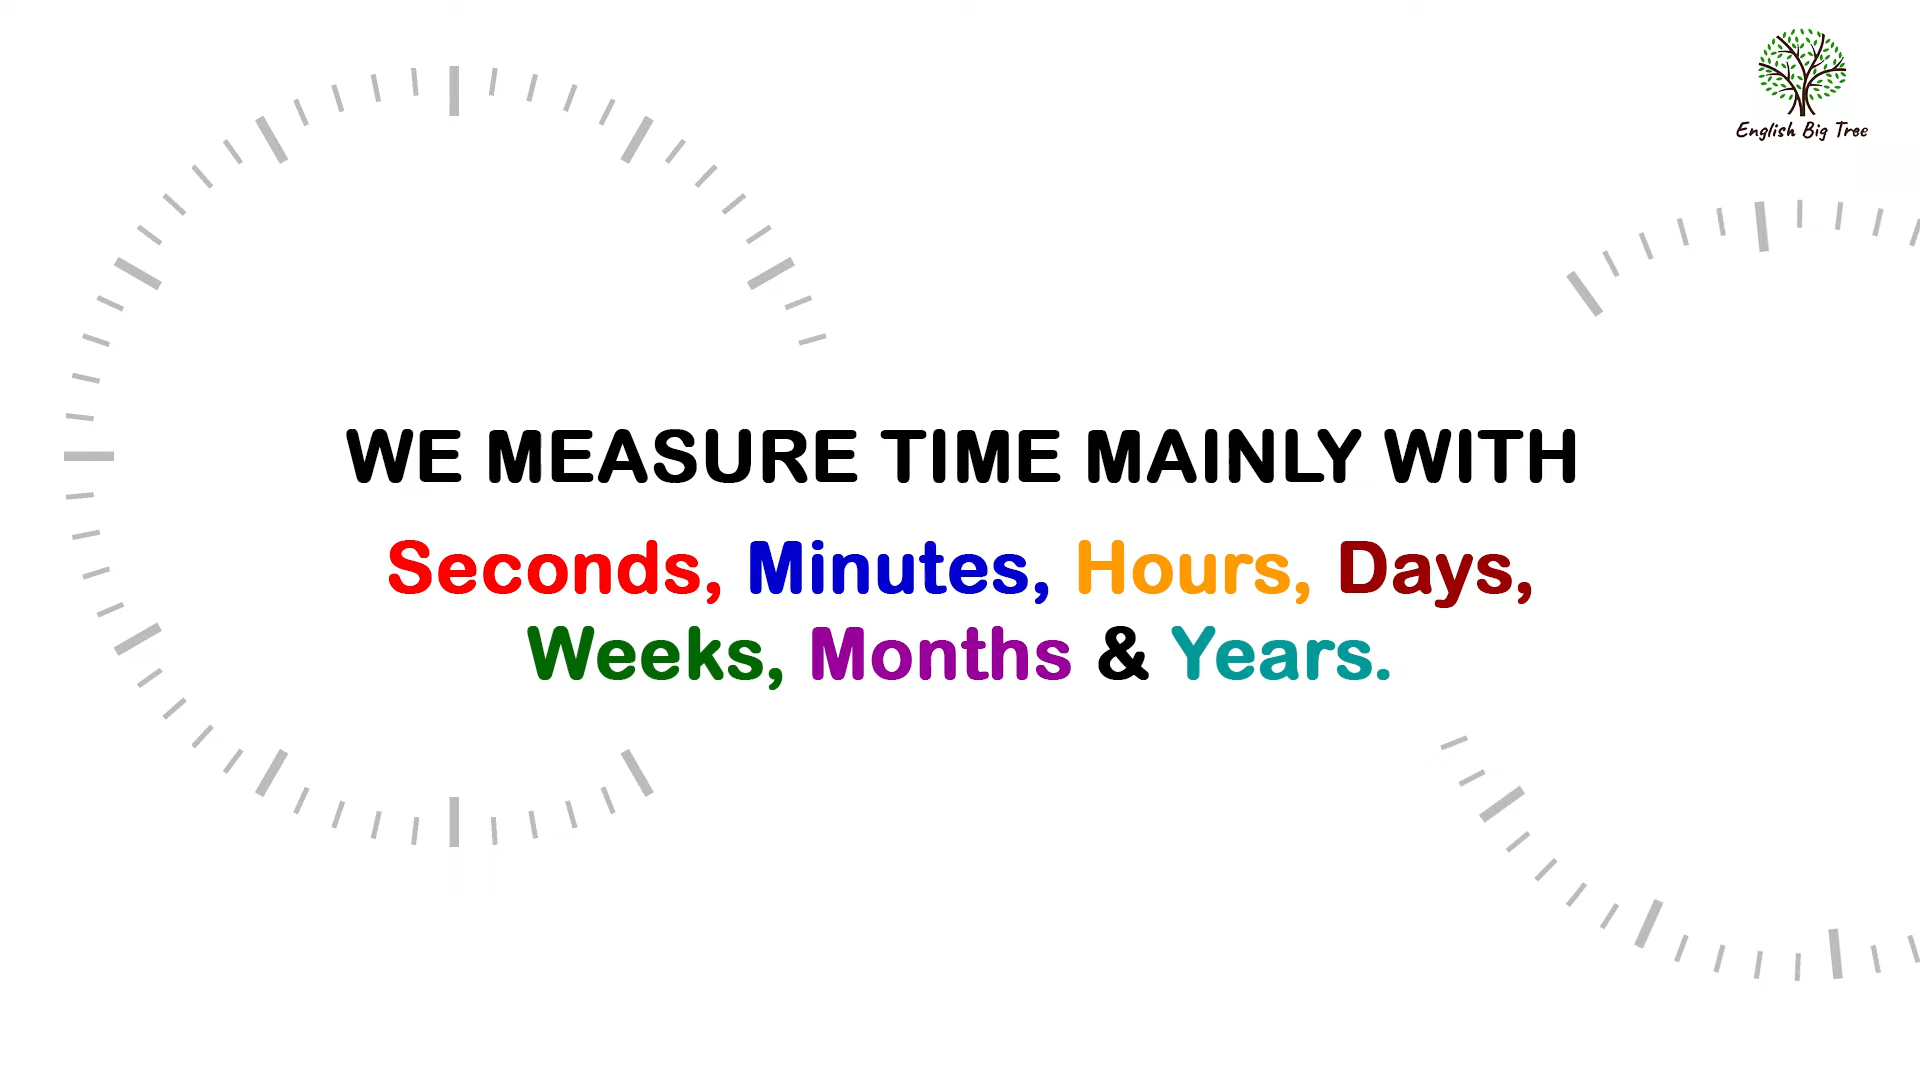 English Big Tree
WE MEASURE TIME MAINLY WITH
Seconds, Minutes, Hours, Days,
Weeks, Months & Years.